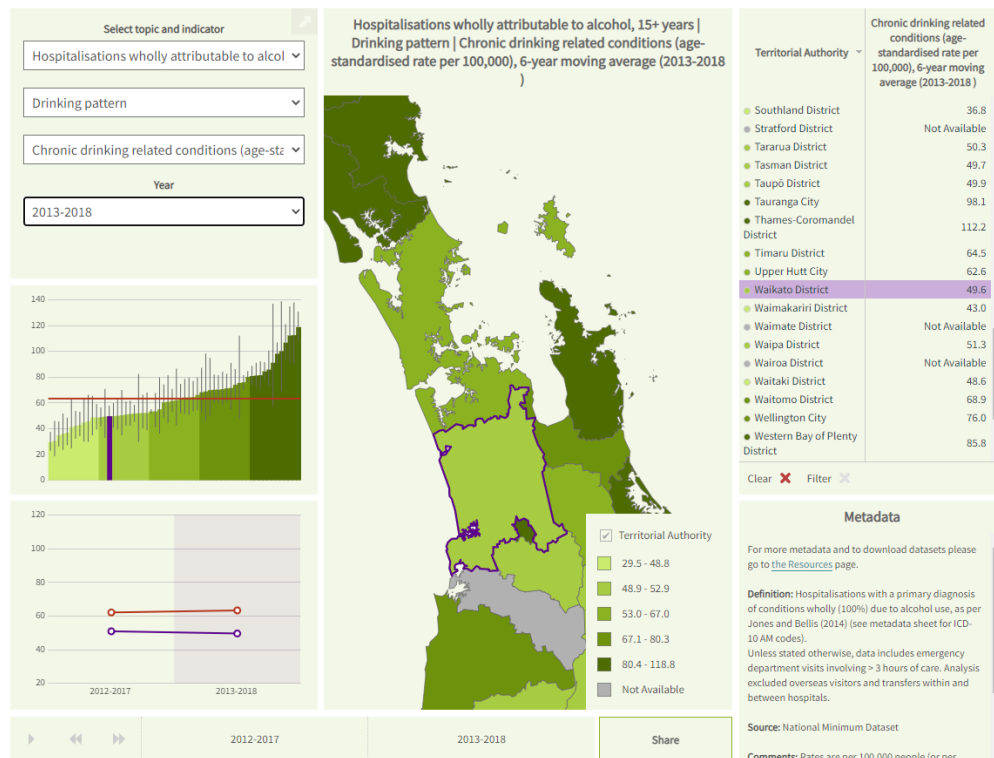 Select topic and indicator
Hospitalisations wholly attributable to alcol
Drinking pattern
Chronic drinking related conditions (age-sta
Year
2013-2018
140
120
100
80
60
40
20
0
120
100
80
60
40
20
2012-2017
2013-2018
Hospitalisations wholly attributable to alcohol, 15+ years |
Drinking pattern | Chronic drinking related conditions (age-
standardised rate per 100,000), 6-year moving average (2013-2018
)
Territorial Authority
29.5 - 48.8
48.9 - 52.9
53.0 - 67.0
67.1 - 80.3
80.4 - 118.8
Not Available
2012-2017
2013-2018
Share
Territorial Authority
Chronic drinking related
conditions (age-
standardised rate per
100,000), 6-year moving
average (2013-2018 )
Southland District 36.8
Stratford District Not Available
Tararua District 50.3
Tasman District 49.7
Taupō District 49.9
Tauranga City 98.1
Thames-Coromandel
District 112.2
Timaru District 64.5
Upper Hutt City 62.6
Waikato District 49.6
Waimakariri District 43.0
Waimate District Not Available
Waipa District 51.3
Wairoa District Not Available
Waitaki District 48.6
Waitomo District 68.9
Wellington City 76.0
Western Bay of Plenty
District 85.8
Clear Filter
Metadata
For more metadata and to download datasets please
go to the Resources page.
Definition: Hospitalisations with a primary diagnosis
of conditions wholly (100%) due to alcohol use, as per
Jones and Bellis (2014) (see metadata sheet for ICD-
10 AM codes).
Unless stated otherwise, data includes emergency
department visits involving > 3 hours of care. Analysis
excluded overseas visitors and transfers within and
between hospitals.
Source: National Minimum Dataset
Comments: Rates are per 100,000 people (or per